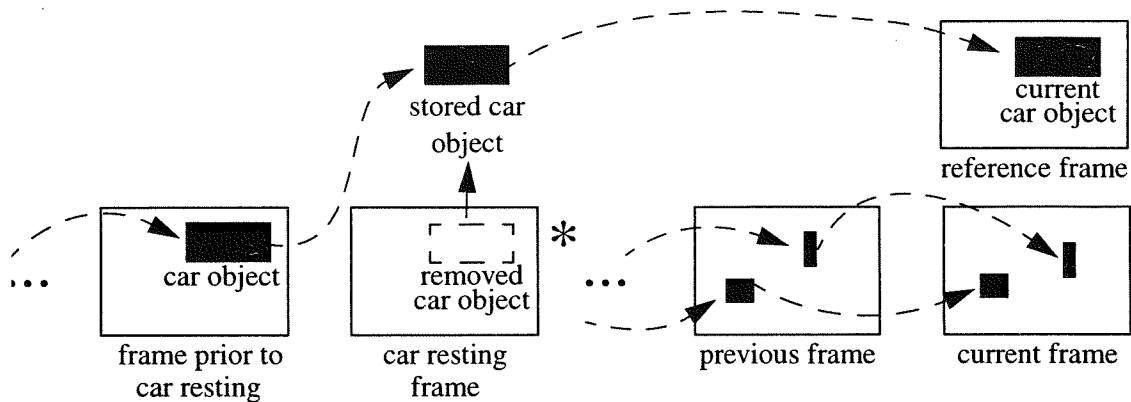 stored car
object
current
car object
reference frame
car object
removed
car object
*
...
...
frame prior to
car resting
car resting
frame
previous frame
current frame